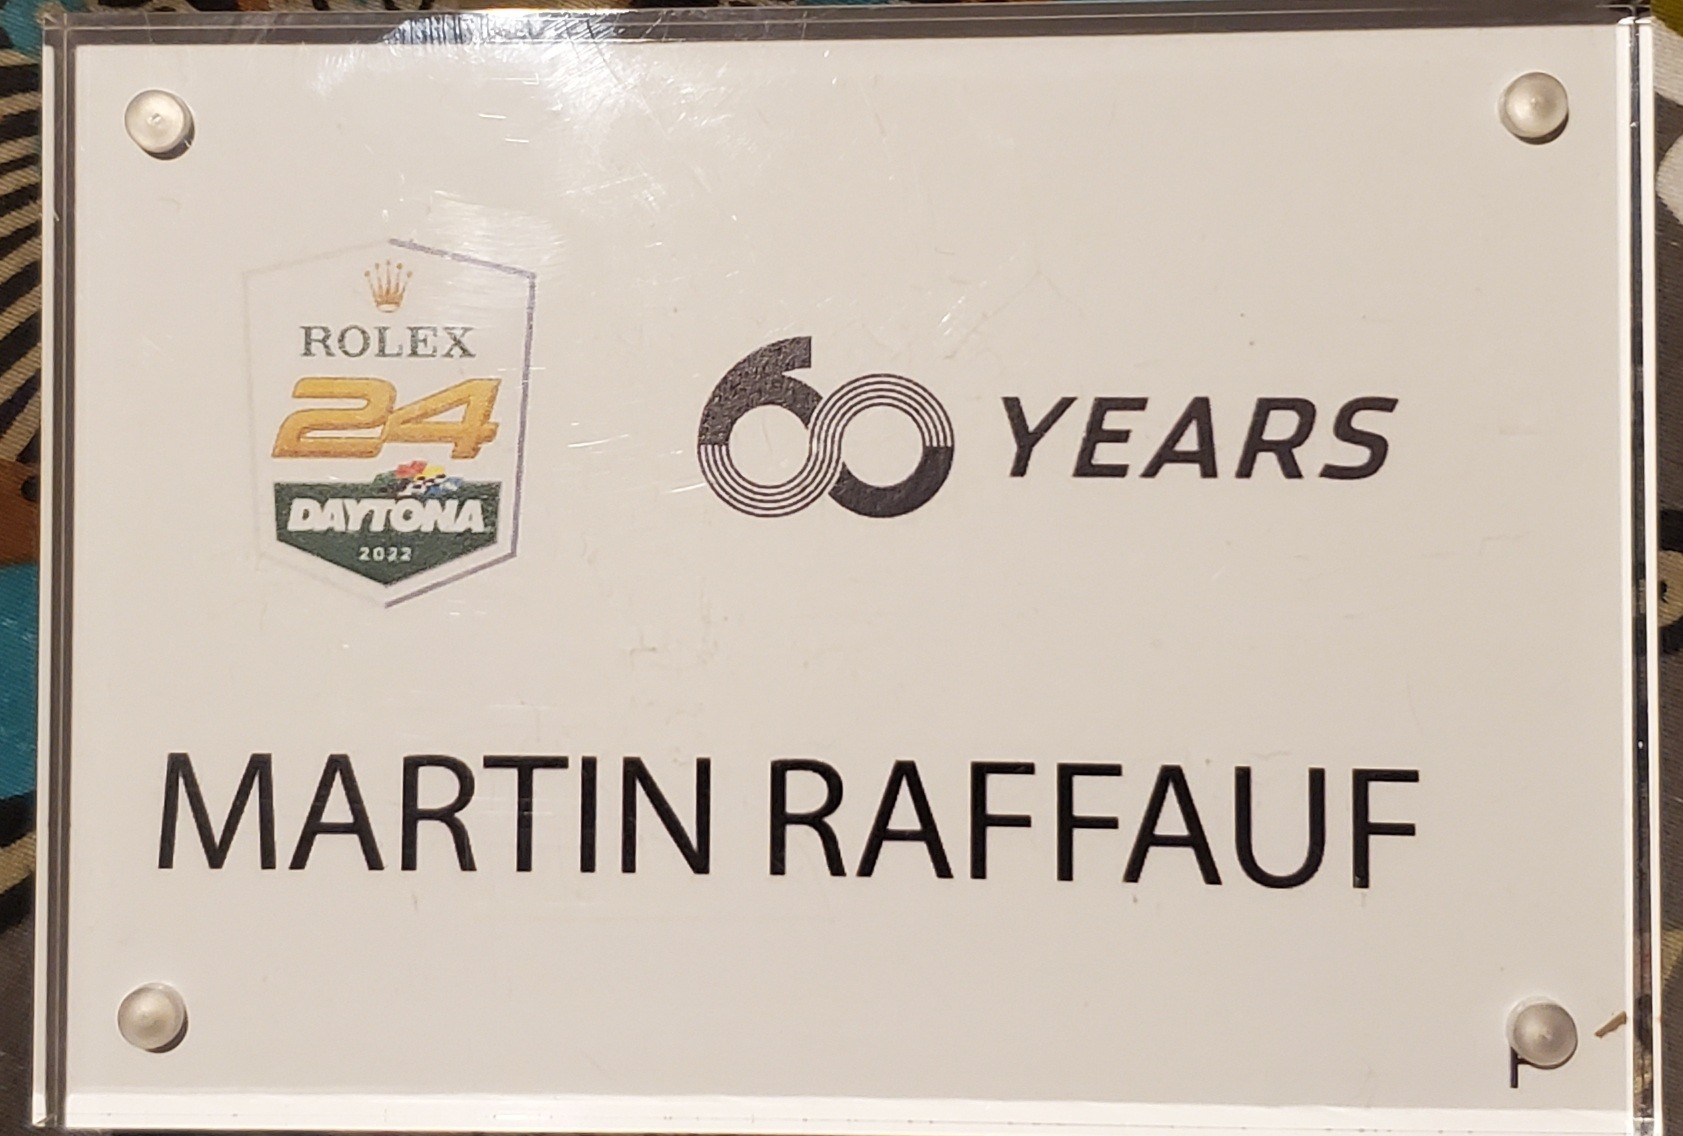 ROLEX
24
DAYTONA
2022
60 YEARS
MARTIN RAFFAUF